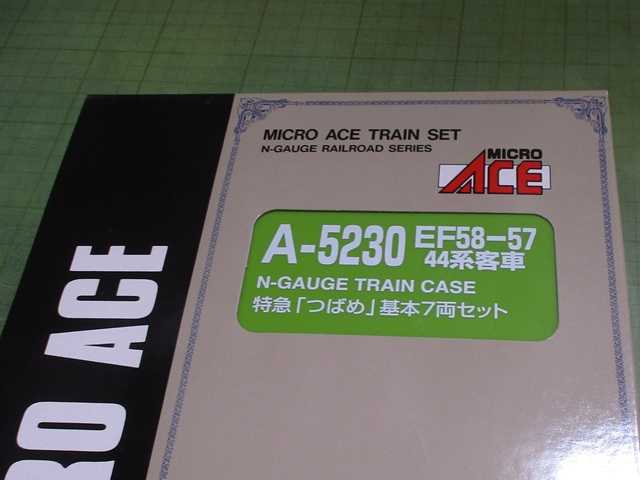 MICRO ACE TRAIN SET
N-GAUGE RAILROAD SERIES
MICRO
ACE
A-5230 EF58-57
44系客車
N-GAUGE TRAIN CASE
特急「つばめ」基本7両セット
RO ACE